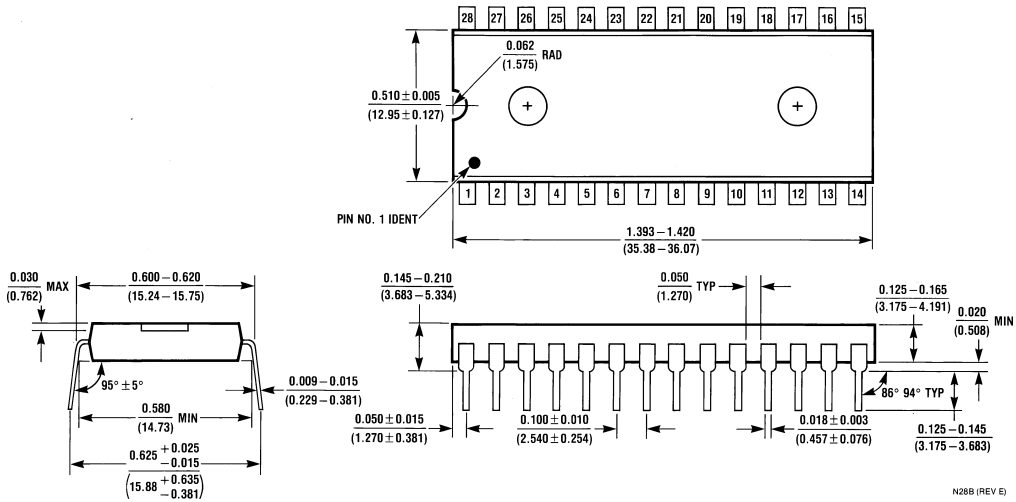 28 27 26 25 24 23 22 21 20 19 18 17 16 15
0.062
(1.575)
RAD
0.510 ± 0.005
(12.95 ± 0.127)
PIN NO. 1 IDENT
1 2 3 4 5 6 7 8 9 10 11 12 13 14
1.393 – 1.420
(35.38 – 36.07)
0.030
(0.762)
MAX
0.600 – 0.620
(15.24 – 15.75)
95° ± 5°
0.009 – 0.015
(0.229 – 0.381)
0.580
(14.73)
MIN
0.625 + 0.025
– 0.015
(15.88 + 0.635
– 0.381)
0.145 – 0.210
(3.683 – 5.334)
0.050
(1.270)
TYP
0.125 – 0.165
(3.175 – 4.191)
0.020
(0.508)
MIN
86° 94° TYP
0.050 ± 0.015
(1.270 ± 0.381)
0.100 ± 0.010
(2.540 ± 0.254)
0.018 ± 0.003
(0.457 ± 0.076)
0.125 – 0.145
(3.175 – 3.683)
N28B (REV E)